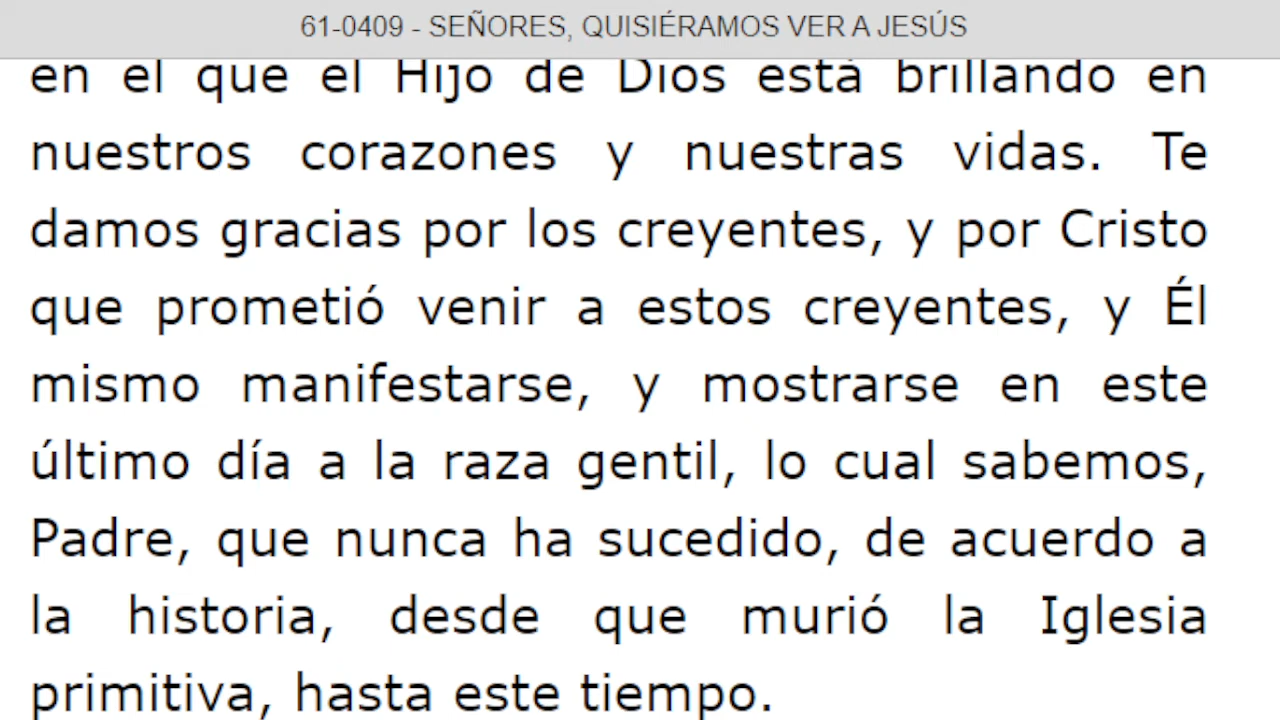 61-0409 - SEÑORES, QUISIÉRAMOS VER A JESÚS
en el que el Hijo de Dios está brillando en
nuestros corazones y nuestras vidas. Te
damos gracias por los creyentes, y por Cristo
que prometió venir a estos creyentes, y Él
mismo manifestarse, y mostrarse en este
último día a la raza gentil, lo cual sabemos,
Padre, que nunca ha sucedido, de acuerdo a
la historia, desde que murió la Iglesia
primitiva, hasta este tiempo.